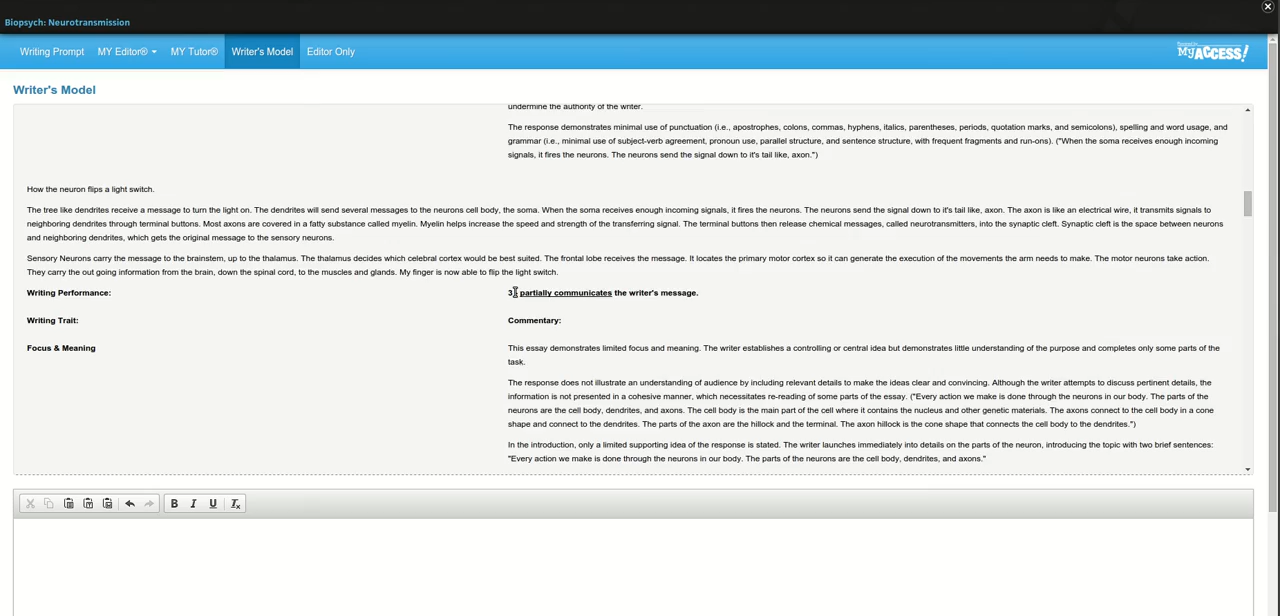 Biopsych: Neurotransmission
Writing Prompt MY Editor® MY Tutor® Writer's Model Editor Only
MY ACCESS!
Writer's Model
undermine the authority of the writer.
The response demonstrates minimal use of punctuation (i.e., apostrophes, colons, commas, hyphens, italics, parentheses, periods, quotation marks, and semicolons), spelling and word usage, and
grammar (i.e., minimal use of subject-verb agreement, pronoun use, parallel structure, and sentence structure, with frequent fragments and run-ons). ("When the soma receives enough incoming
signals, it fires the neurons. The neurons send the signal down to it's tail like, axon.")
How the neuron flips a light switch.
The tree like dendrites receive a message to turn the light on. The dendrites will send several messages to the neurons cell body, the soma. When the soma receives enough incoming signals, it fires the neurons. The neurons send the signal down to it's tail like, axon. The axon is like an electrical wire, it transmits signals to
neighboring dendrites through terminal buttons. Most axons are covered in a fatty substance called myelin. Myelin helps increase the speed and strength of the transferring signal. The terminal buttons then release chemical messages, called neurotransmitters, into the synaptic cleft. Synaptic cleft is the space between neurons
and neighboring dendrites, which gets the original message to the sensory neurons.
Sensory Neurons carry the message to the brainstem, up to the thalamus. The thalamus decides which celebral cortex would be best suited. The frontal lobe receives the message. It locates the primary motor cortex so it can generate the execution of the movements the arm needs to make. The motor neurons take action.
They carry the out going information from the brain, down the spinal cord, to the muscles and glands. My finger is now able to flip the light switch.
Writing Performance: 3 partially communicates the writer's message.
Writing Trait: Commentary:
Focus & Meaning This essay demonstrates limited focus and meaning. The writer establishes a controlling or central idea but demonstrates little understanding of the purpose and completes only some parts of the
task.
The response does not illustrate an understanding of audience by including relevant details to make the ideas clear and convincing. Although the writer attempts to discuss pertinent details, the
information is not presented in a cohesive manner, which necessitates re-reading of some parts of the essay. ("Every action we make is done through the neurons in our body. The parts of the
neurons are the cell body, dendrites, and axons. The cell body is the main part of the cell where it contains the nucleus and other genetic materials. The axons connect to the cell body in a cone
shape and connect to the dendrites. The parts of the axon are the hillock and the terminal. The axon hillock is the cone shape that connects the cell body to the dendrites.")
In the introduction, only a limited supporting idea of the response is stated. The writer launches immediately into details on the parts of the neuron, introducing the topic with two brief sentences:
"Every action we make is done through the neurons in our body. The parts of the neurons are the cell body, dendrites, and axons."
B I U Tx